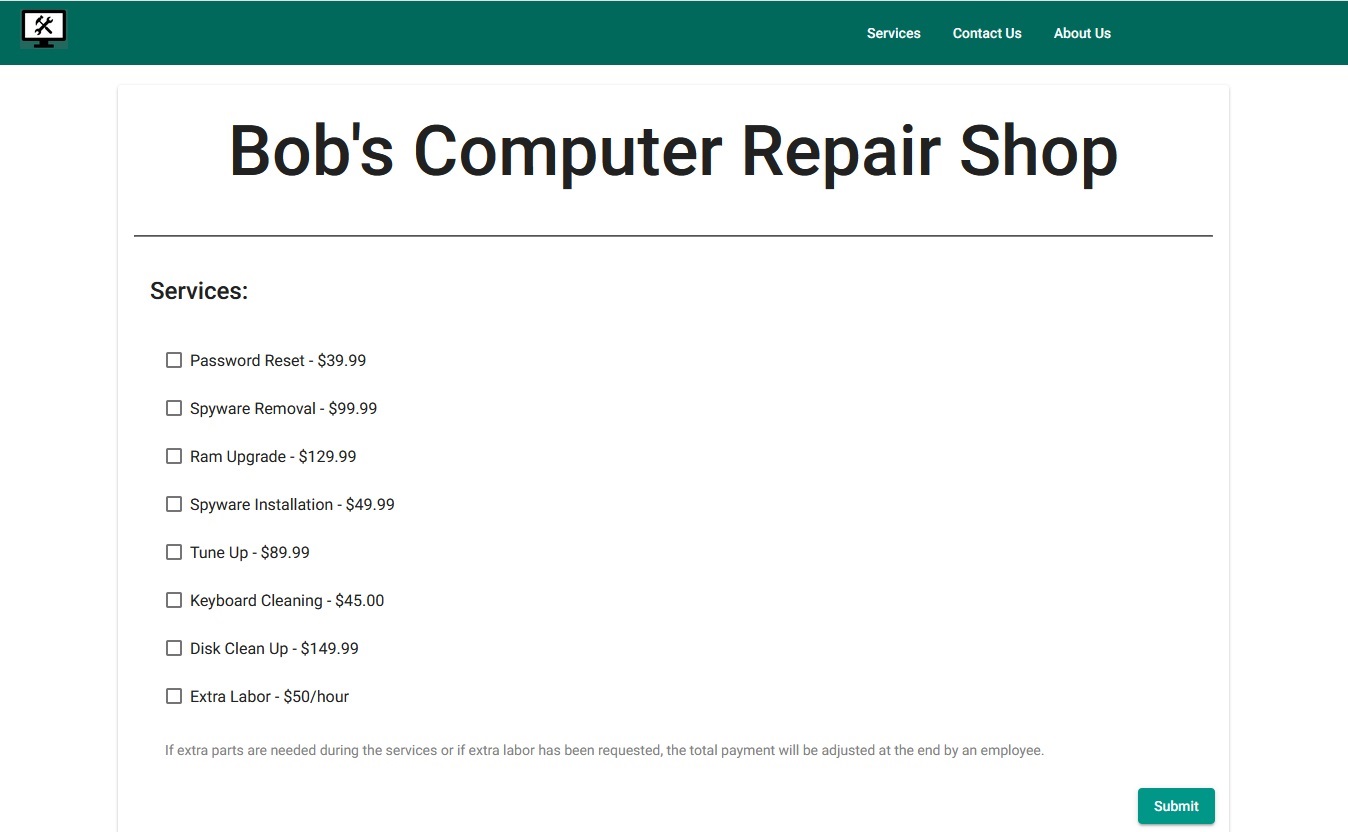 Services
Contact Us
About Us
Bob's Computer Repair Shop
Services:
Password Reset - $39.99
Spyware Removal - $99.99
Ram Upgrade - $129.99
Spyware Installation - $49.99
Tune Up - $89.99
Keyboard Cleaning - $45.00
Disk Clean Up - $149.99
Extra Labor - $50/hour
If extra parts are needed during the services or if extra labor has been requested, the total payment will be adjusted at the end by an employee.
Submit